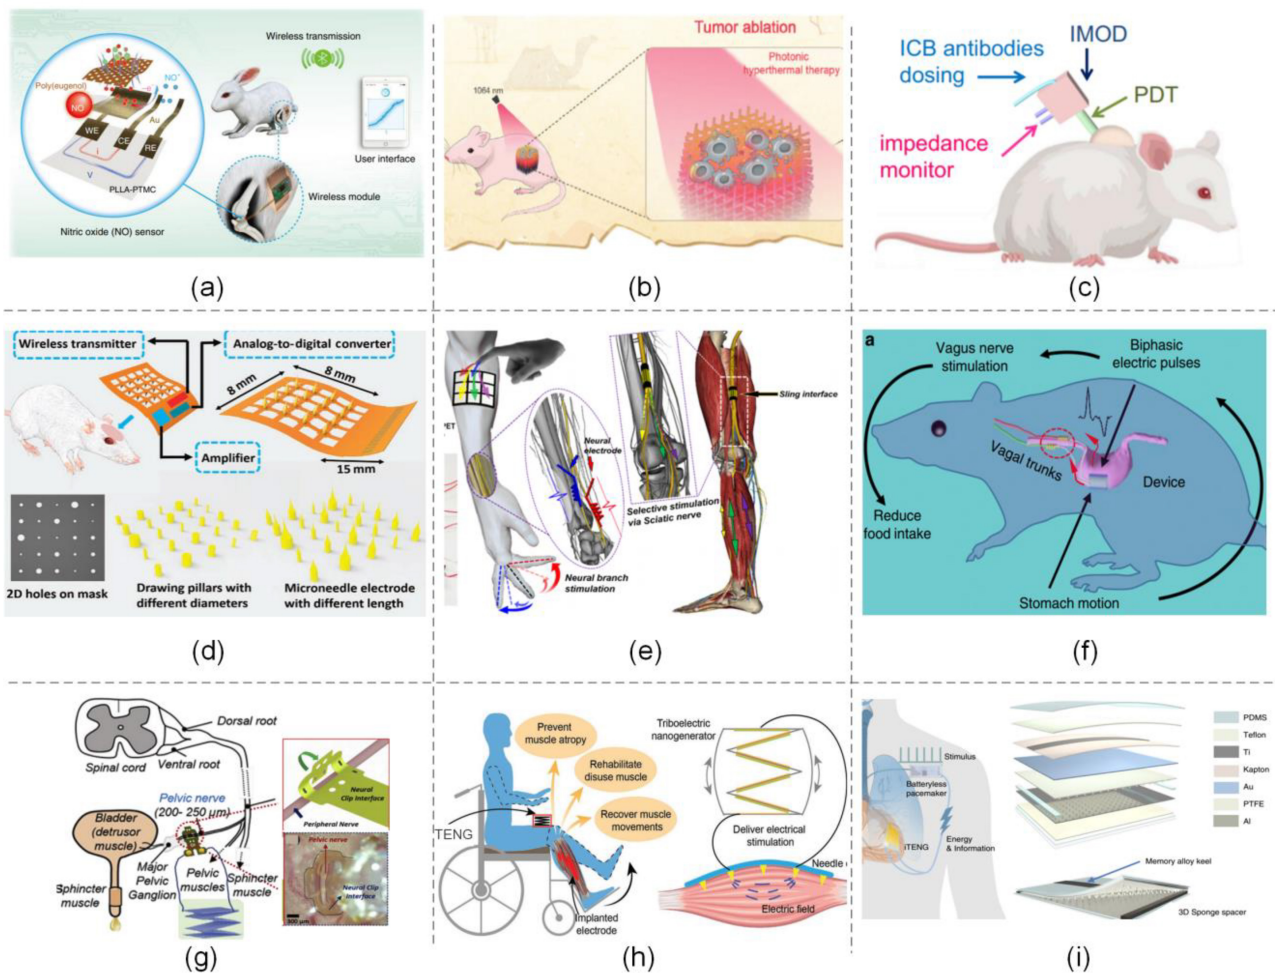 Wireless transmission
Poly(eugenol)
NO
NO⁺
Au
WE
CE
RE
I
V
PLLA-PTMC
User interface
Wireless module
Nitric oxide (NO) sensor
(a)
Tumor ablation
Photonic
hyperthermal therapy
1064 nm
(b)
ICB antibodies
dosing
IMOD
PDT
impedance
monitor
(c)
Wireless transmitter
Analog-to-digital converter
8 mm
8 mm
Amplifier
15 mm
2D holes on mask
Drawing pillars with
different diameters
Microneedle electrode
with different length
(d)
Sling interface
Neural
electrode
Selective stimulation
via Sciatic nerve
Neural branch
stimulation
(e)
a
Vagus nerve
stimulation
Biphasic
electric pulses
Vagal trunks
Device
Reduce
food intake
Stomach motion
(f)
Dorsal root
Spinal cord
Ventral root
Pelvic nerve
(200- 250 µm)
Bladder
(detrusor
muscle)
Major
Pelvic
Ganglion
Pelvic
muscles
Sphincter
muscle
Sphincter
muscle
Neural
Clip Interface
Peripheral Nerve
Pelvic nerve
Neural Clip
Interface
300 µm
(g)
Prevent
muscle atropy
Rehabilitate
disuse muscle
Recover muscle
movements
TENG
Implanted
electrode
Triboelectric
nanogenerator
Deliver electrical
stimulation
Needle
Electric field
(h)
Stimulus
Batteryless
pacemaker
iTENG
Energy
& Information
PDMS
Teflon
Ti
Kapton
Au
PTFE
Al
Memory alloy keel
3D Sponge spacer
(i)